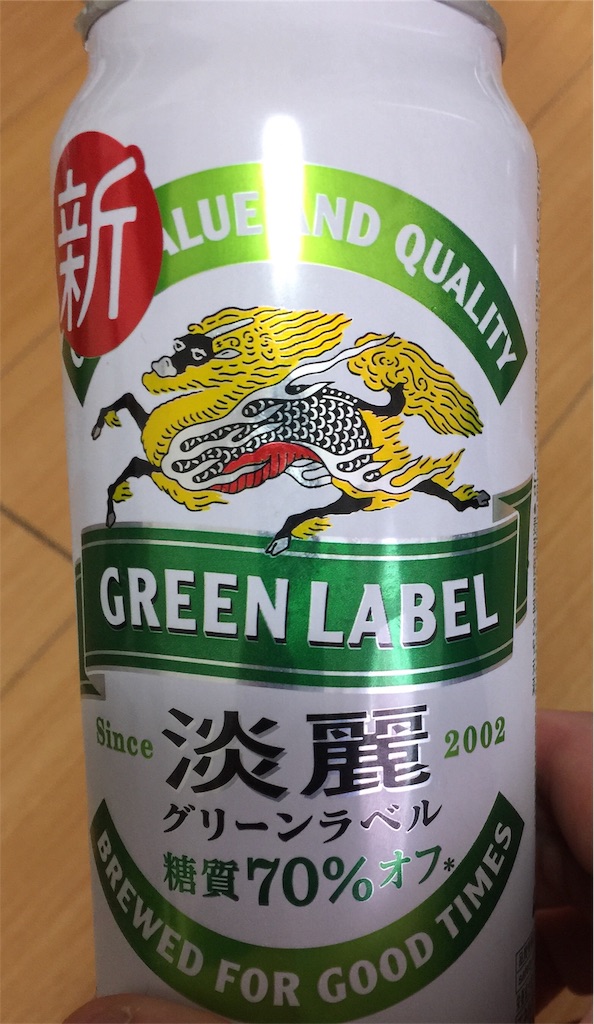 新
VALUE AND QUALITY
GREEN LABEL
Since 2002
淡麗
グリーンラベル
糖質70%オフ*
BREWED FOR GOOD TIMES